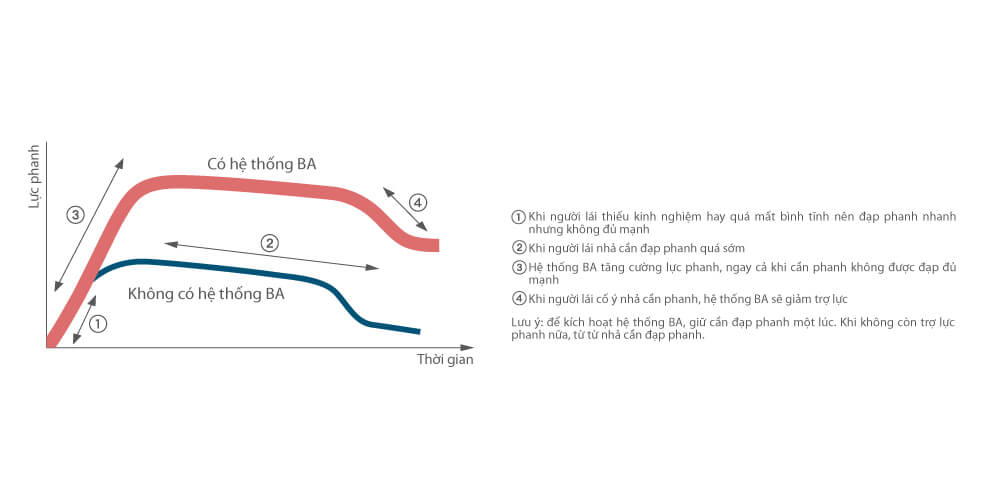 Lực phanh
Có hệ thống BA
③
④
②
Không có hệ thống BA
①
Thời gian
① Khi người lái thiếu kinh nghiệm hay quá mất bình tĩnh nên đạp phanh nhanh
nhưng không đủ mạnh
② Khi người lái nhả cần đạp phanh quá sớm
③ Hệ thống BA tăng cường lực phanh, ngay cả khi cần phanh không được đạp đủ
mạnh
④ Khi người lái cố ý nhả cần phanh, hệ thống BA sẽ giảm trợ lực
Lưu ý: để kích hoạt hệ thống BA, giữ cần đạp phanh một lúc. Khi không còn trợ lực
phanh nữa, từ từ nhả cần đạp phanh.